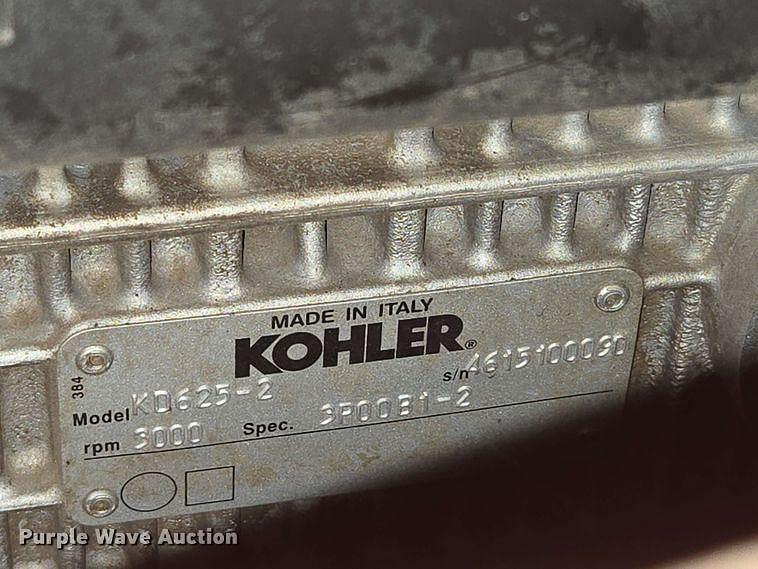 MADE IN ITALY
KOHLER®
s/n 4615100090
384
Model KD625-2
rpm 3000 Spec. 3P00B1-2
Purple Wave Auction